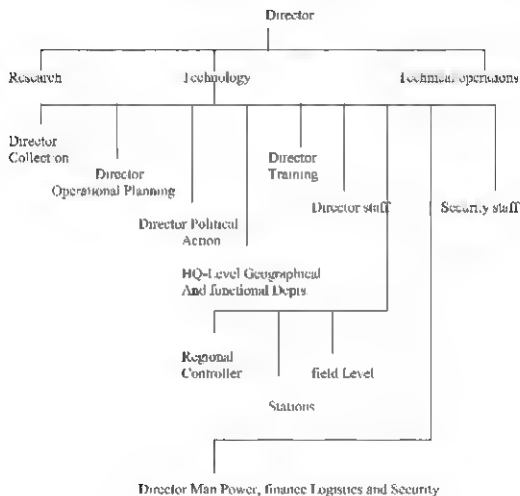 Director
Research
Technology
Technical operations
Director
Collection
Director
Operational Planning
Director Political
Action
HQ-Level Geographical
And functional Depts
Director
Training
Director staff
Security staff
Regional
Controller
Stations
field Level
Director Man Power, finance Logistics and Security